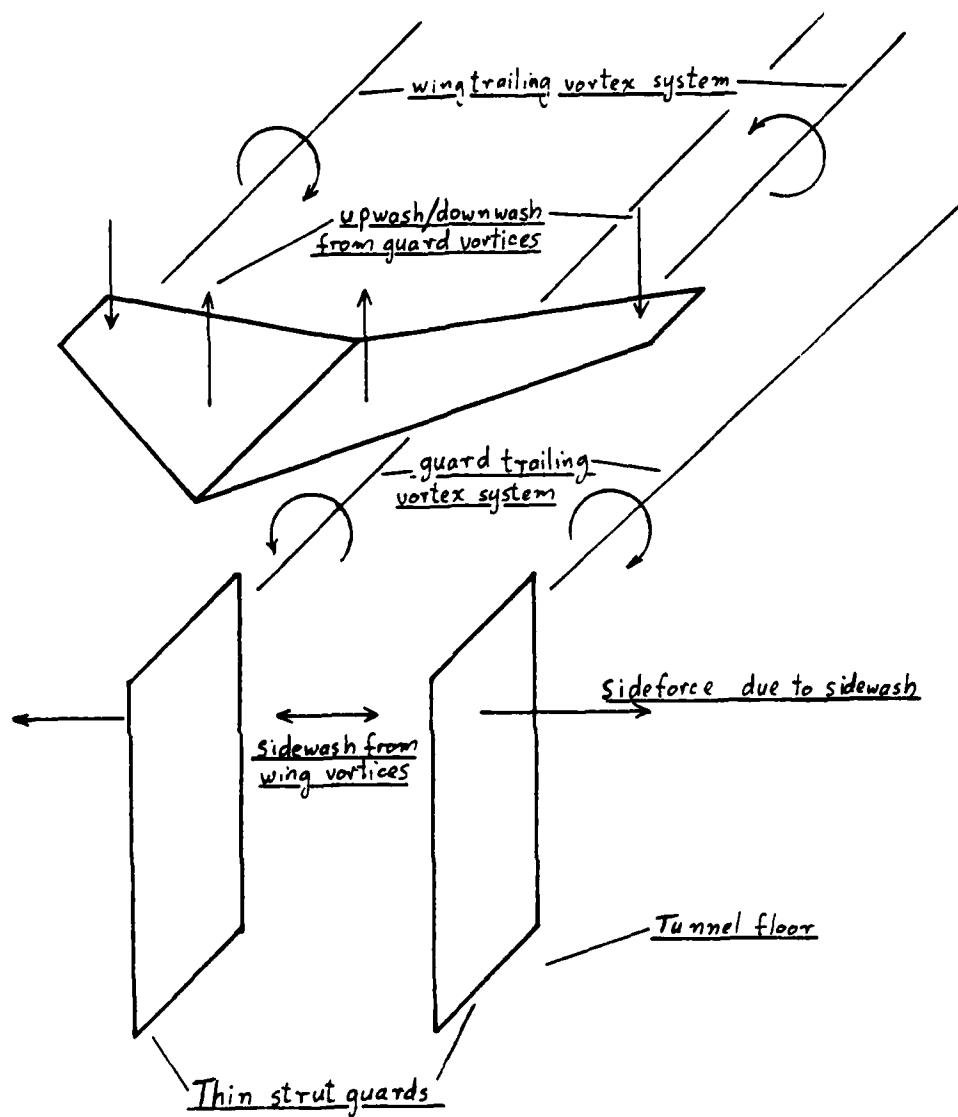 wing trailing vortex system
upwash/downwash
from guard vortices
guard trailing
vortex system
sideforce due to sidewash
sidewash from
wing vortices
Tunnel floor
Thin strut guards